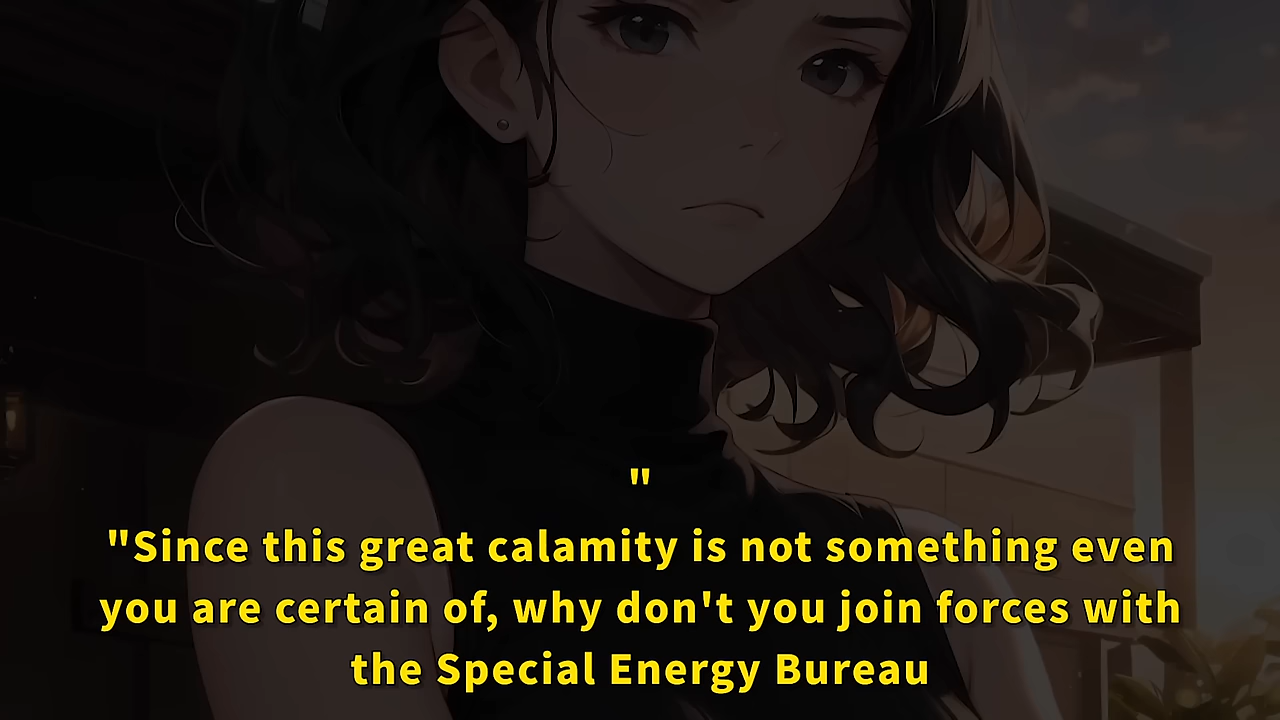 "
"Since this great calamity is not something even
you are certain of, why don't you join forces with
the Special Energy Bureau